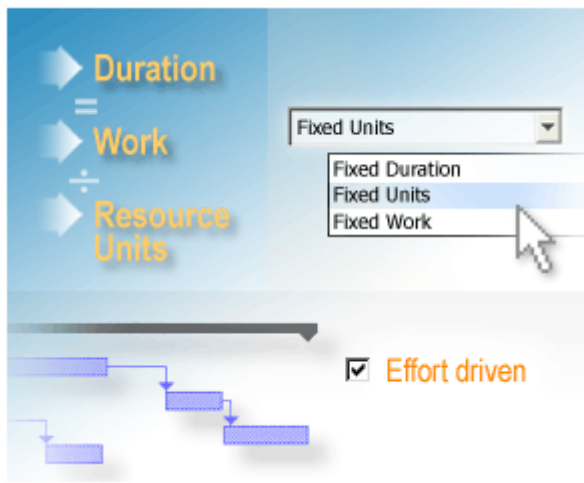 Duration
=
Work
÷
Resource
Units
Fixed Units
Fixed Duration
Fixed Units
Fixed Work
Effort driven